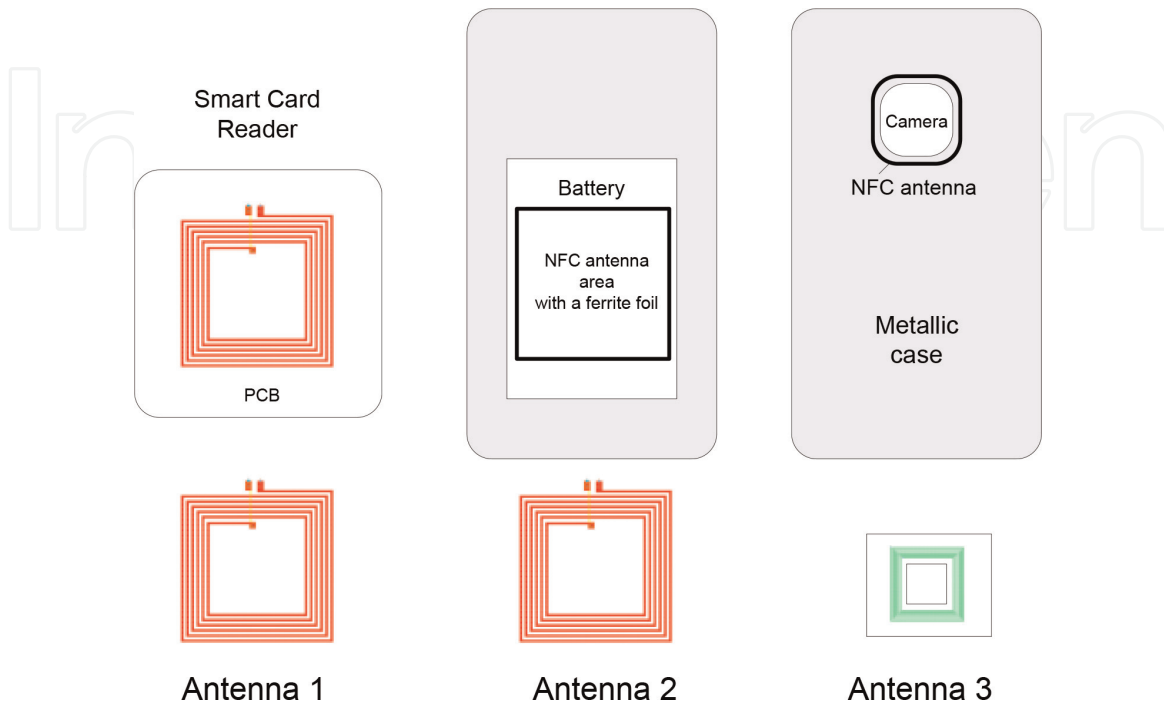 Smart Card
Reader
PCB
Battery
NFC antenna
area
with a ferrite foil
Camera
NFC antenna
Metallic
case
Antenna 1
Antenna 2
Antenna 3